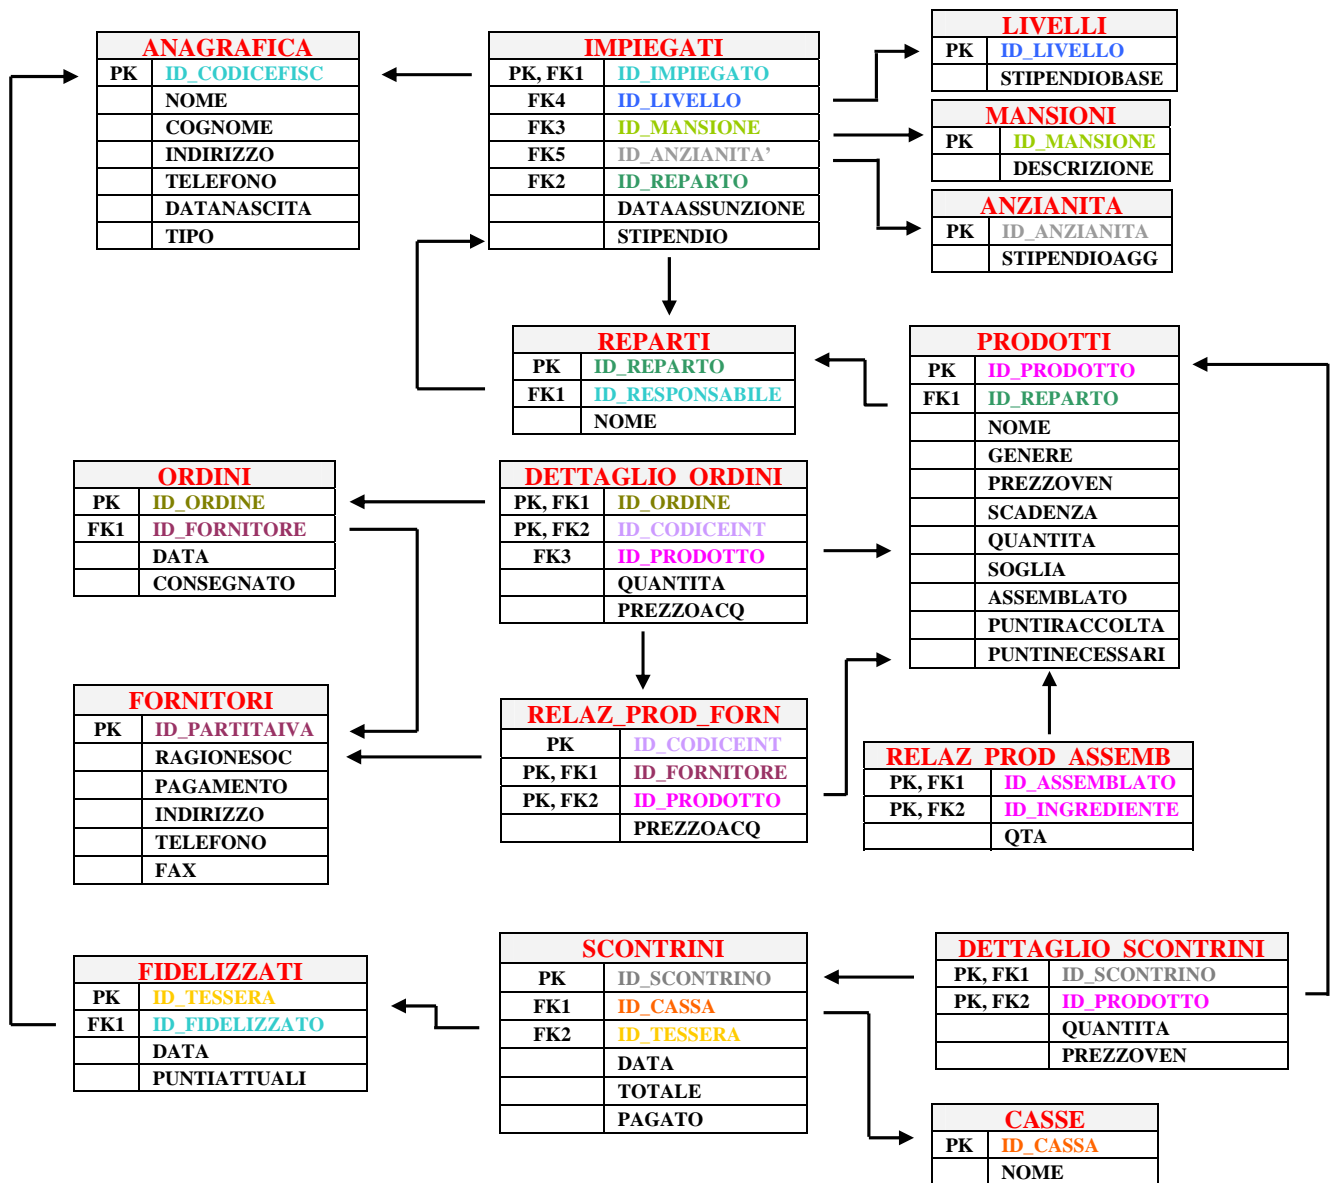 ANAGRAFICA
PK ID_CODICEFISC
NOME
COGNOME
INDIRIZZO
TELEFONO
DATANASCITA
TIPO
IMPIEGATI
PK, FK1 ID_IMPIEGATO
FK4 ID_LIVELLO
FK3 ID_MANSIONE
FK5 ID_ANZIANITA'
FK2 ID_REPARTO
DATAASSUNZIONE
STIPENDIO
LIVELLI
PK ID_LIVELLO
STIPENDIOBASE
MANSIONI
PK ID_MANSIONE
DESCRIZIONE
ANZIANITA
PK ID_ANZIANITA
STIPENDIOAGG
REPARTI
PK ID_REPARTO
FK1 ID_RESPONSABILE
NOME
PRODOTTI
PK ID_PRODOTTO
FK1 ID_REPARTO
NOME
GENERE
PREZZOVEN
SCADENZA
QUANTITA
SOGLIA
ASSEMBLATO
PUNTIRACCOLTA
PUNTINECESSARI
ORDINI
PK ID_ORDINE
FK1 ID_FORNITORE
DATA
CONSEGNATO
DETTAGLIO_ORDINI
PK, FK1 ID_ORDINE
PK, FK2 ID_CODICEINT
FK3 ID_PRODOTTO
QUANTITA
PREZZOACQ
FORNITORI
PK ID_PARTITAIVA
RAGIONESOC
PAGAMENTO
INDIRIZZO
TELEFONO
FAX
RELAZ_PROD_FORN
PK ID_CODICEINT
PK, FK1 ID_FORNITORE
PK, FK2 ID_PRODOTTO
PREZZOACQ
RELAZ_PROD_ASSEMB
PK, FK1 ID_ASSEMBLATO
PK, FK2 ID_INGREDIENTE
QTA
FIDELIZZATI
PK ID_TESSERA
FK1 ID_FIDELIZZATO
DATA
PUNTIATTUALI
SCONTRINI
PK ID_SCONTRINO
FK1 ID_CASSA
FK2 ID_TESSERA
DATA
TOTALE
PAGATO
DETTAGLIO_SCONTRINI
PK, FK1 ID_SCONTRINO
PK, FK2 ID_PRODOTTO
QUANTITA
PREZZOVEN
CASSE
PK ID_CASSA
NOME